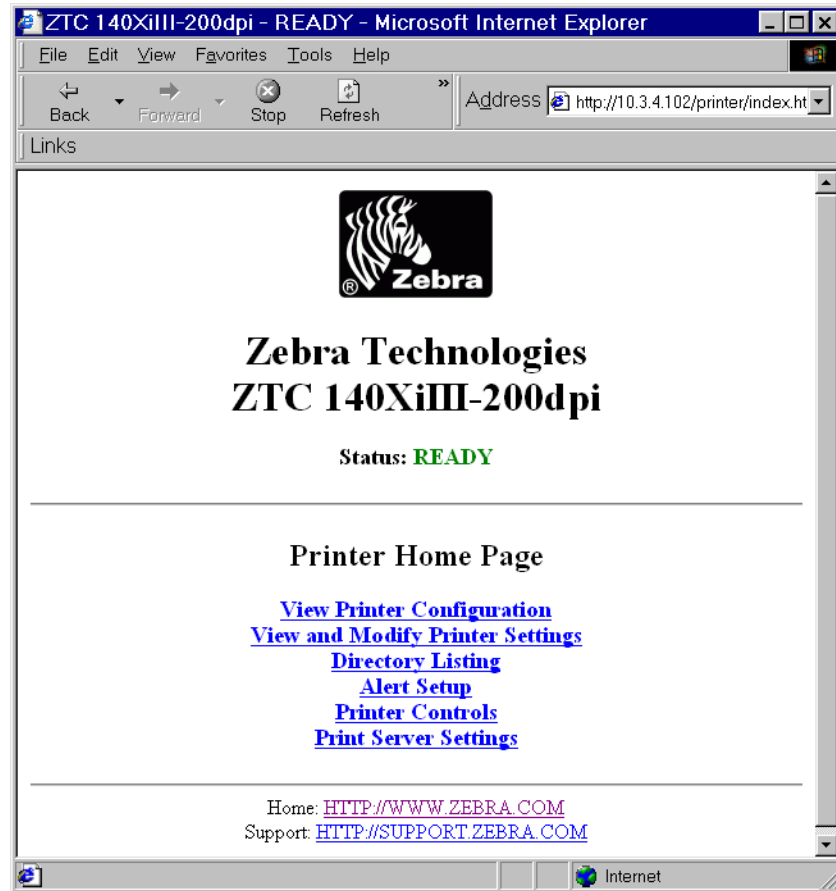 ZTC 140XiIII-200dpi - READY - Microsoft Internet Explorer
File Edit View Favorites Tools Help
Back Forward Stop Refresh » Address http://10.3.4.102/printer/index.ht
Links
® Zebra
Zebra Technologies
ZTC 140XiIII-200dpi
Status: READY
Printer Home Page
View Printer Configuration
View and Modify Printer Settings
Directory Listing
Alert Setup
Printer Controls
Print Server Settings
Home: HTTP://WWW.ZEBRA.COM
Support: HTTP://SUPPORT.ZEBRA.COM
Internet